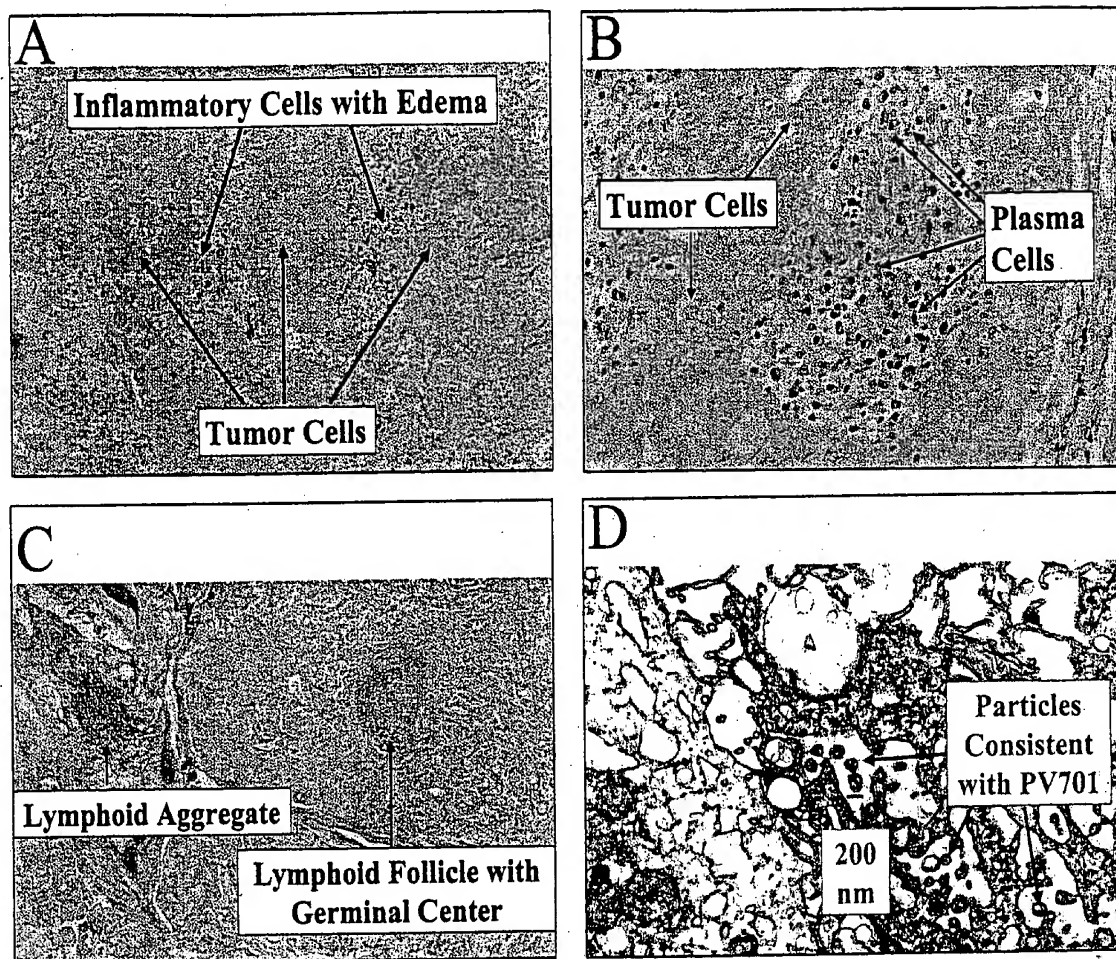 A
Inflammatory Cells with Edema
Tumor Cells
B
Tumor Cells
Plasma
Cells
C
Lymphoid Aggregate
Lymphoid Follicle with
Germinal Center
D
Particles
Consistent
with PV701
200
nm